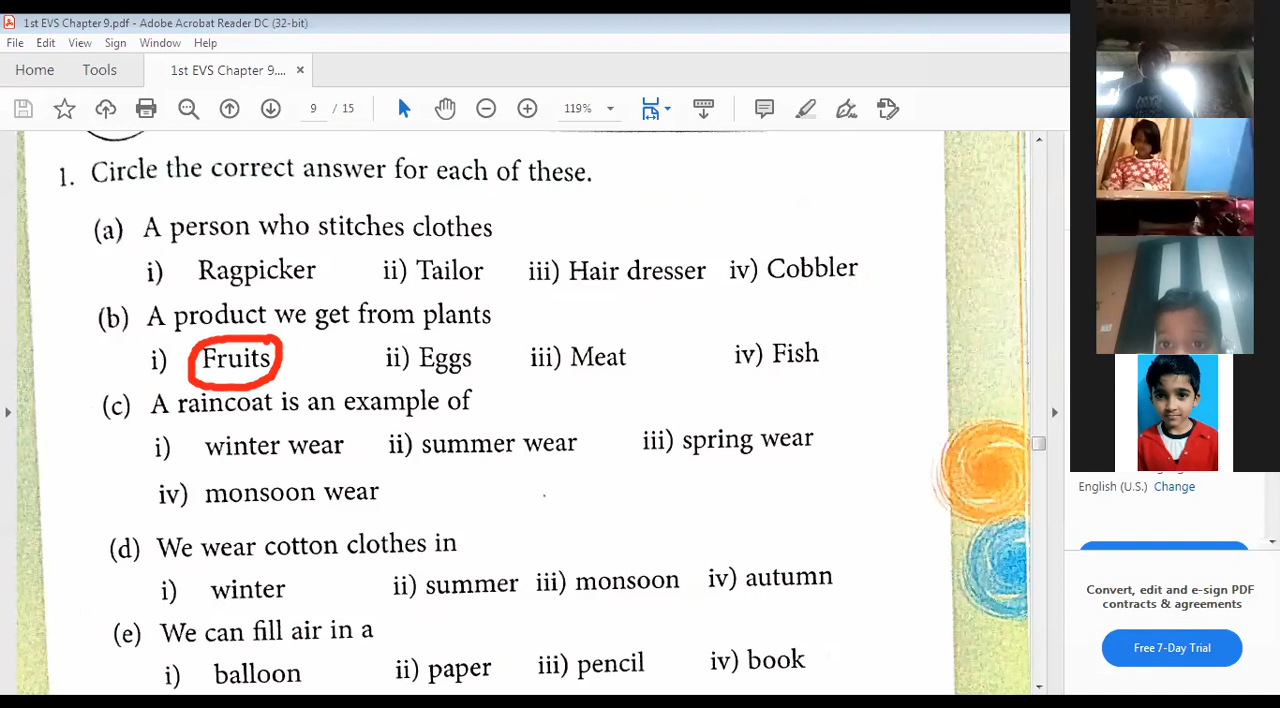 1st EVS Chapter 9.pdf - Adobe Acrobat Reader DC (32-bit)
File Edit View Sign Window Help
Home Tools 1st EVS Chapter 9.... ×
9 / 15 119%
1. Circle the correct answer for each of these.
(a) A person who stitches clothes
i) Ragpicker ii) Tailor iii) Hair dresser iv) Cobbler
(b) A product we get from plants
i) Fruits ii) Eggs iii) Meat iv) Fish
(c) A raincoat is an example of
i) winter wear ii) summer wear iii) spring wear
iv) monsoon wear
(d) We wear cotton clothes in
i) winter ii) summer iii) monsoon iv) autumn
(e) We can fill air in a
i) balloon ii) paper iii) pencil iv) book
English (U.S.) Change
Convert, edit and e-sign PDF
contracts & agreements
Free 7-Day Trial